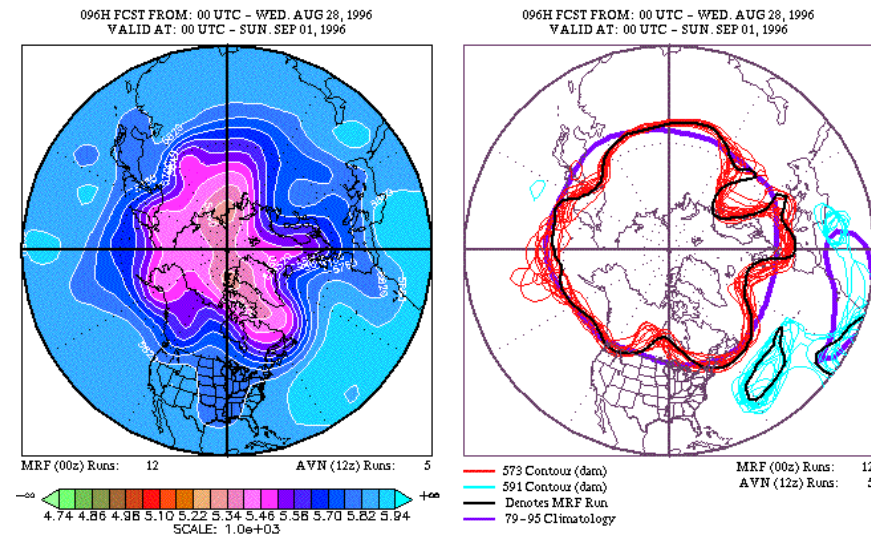 096H FCST FROM: 00 UTC – WED. AUG 28, 1996
VALID AT: 00 UTC – SUN. SEP 01, 1996
MRF (00z) Runs: 12
AVN (12z) Runs: 5
–∞ +∞
4.74 4.86 4.98 5.10 5.22 5.34 5.46 5.58 5.70 5.82 5.94
SCALE: 1.0e+03
096H FCST FROM: 00 UTC – WED. AUG 28, 1996
VALID AT: 00 UTC – SUN. SEP 01, 1996
573 Contour (dam)
591 Contour (dam)
Denotes MRF Run
79–95 Climatology
MRF (00z) Runs: 12
AVN (12z) Runs: 5